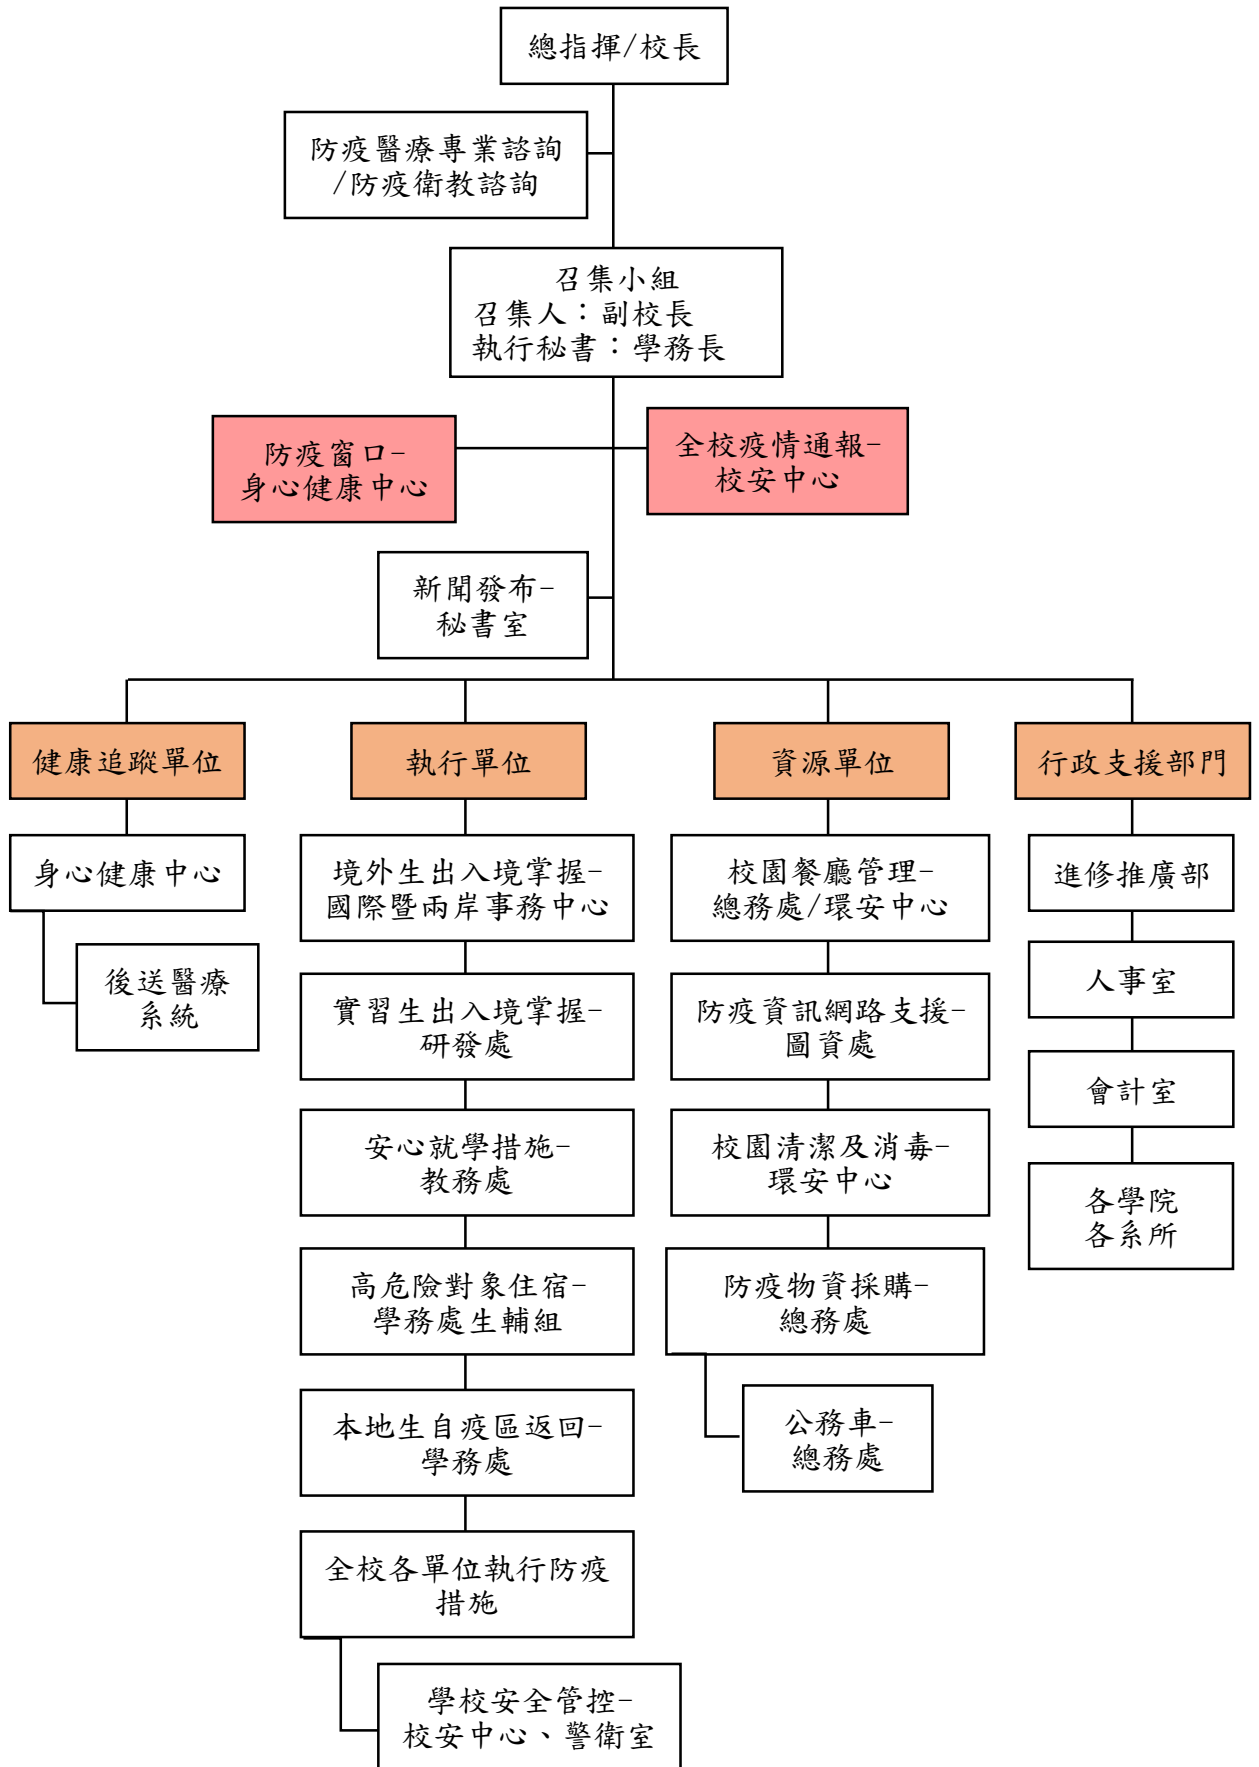 總指揮/校長
防疫醫療專業諮詢
/防疫衛教諮詢
召集小組
召集人：副校長
執行秘書：學務長
防疫窗口-
身心健康中心
全校疫情通報-
校安中心
新聞發布-
秘書室
健康追蹤單位
身心健康中心
後送醫療
系統
執行單位
境外生出入境掌握-
國際暨兩岸事務中心
實習生出入境掌握-
研發處
安心就學措施-
教務處
高危險對象住宿-
學務處生輔組
本地生自疫區返回-
學務處
全校各單位執行防疫
措施
學校安全管控-
校安中心、警衛室
資源單位
校園餐廳管理-
總務處/環安中心
防疫資訊網路支援-
圖資處
校園清潔及消毒-
環安中心
防疫物資採購-
總務處
公務車-
總務處
行政支援部門
進修推廣部
人事室
會計室
各學院
各系所